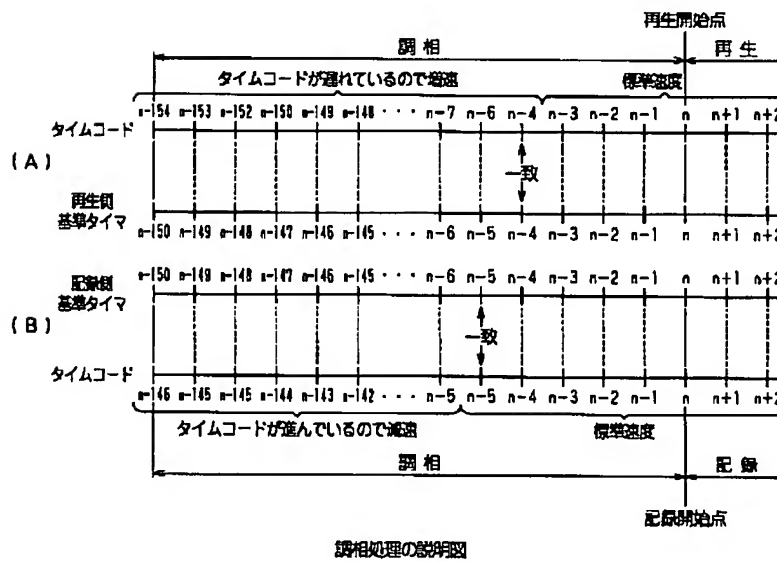 再生開始点
調相 再生
タイムコードが遅れているので増速 標準速度
n-154 n-153 n-152 n-150 n-149 n-148 ・・・ n-7 n-6 n-4 n-3 n-2 n-1 n n+1 n+2
タイムコード
(A) 一致
再生側
基準タイマ
n-150 n-149 n-148 n-147 n-146 n-145 ・・・ n-6 n-5 n-4 n-3 n-2 n-1 n n+1 n+2
n-150 n-149 n-148 n-147 n-146 n-145 ・・・ n-6 n-5 n-4 n-3 n-2 n-1 n n+1 n+2
記録側
基準タイマ
(B) 一致
タイムコード
n-146 n-145 n-145 n-144 n-143 n-142 ・・・ n-5 n-5 n-4 n-3 n-2 n-1 n n+1 n+2
タイムコードが進んでいるので減速 標準速度
調相 記録
記録開始点
調相処理の説明図